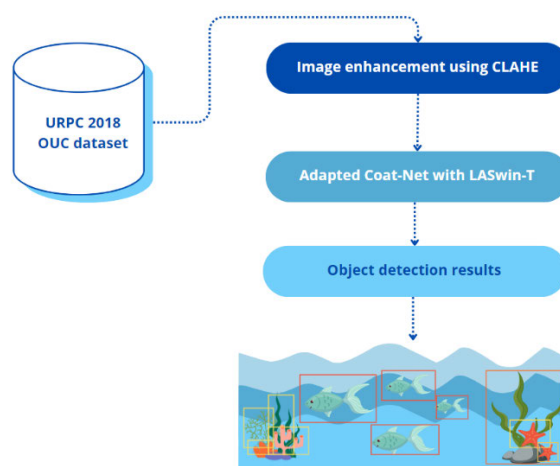 URPC 2018
OUC dataset
Image enhancement using CLAHE
Adapted Coat-Net with LASwin-T
Object detection results